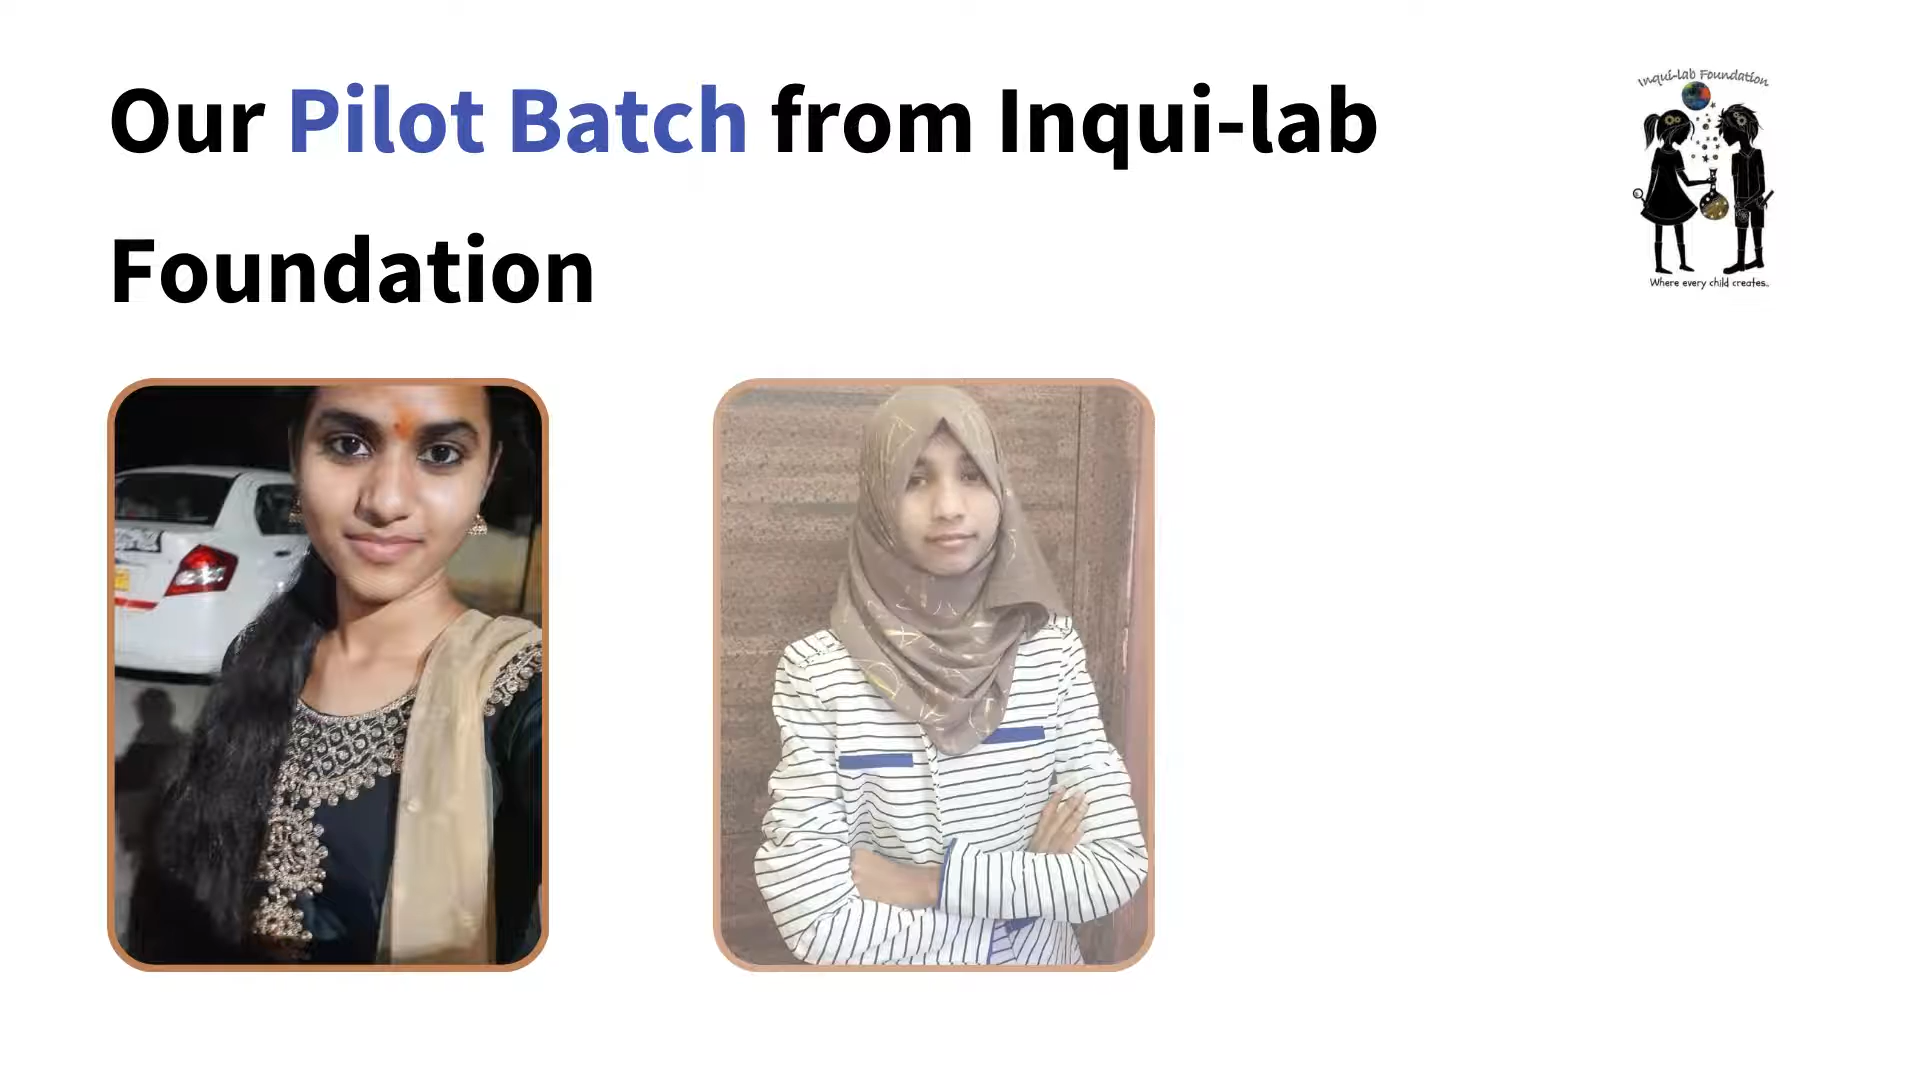 Our Pilot Batch from Inqui-lab
Foundation
Inqui-lab Foundation
Where every child creates..